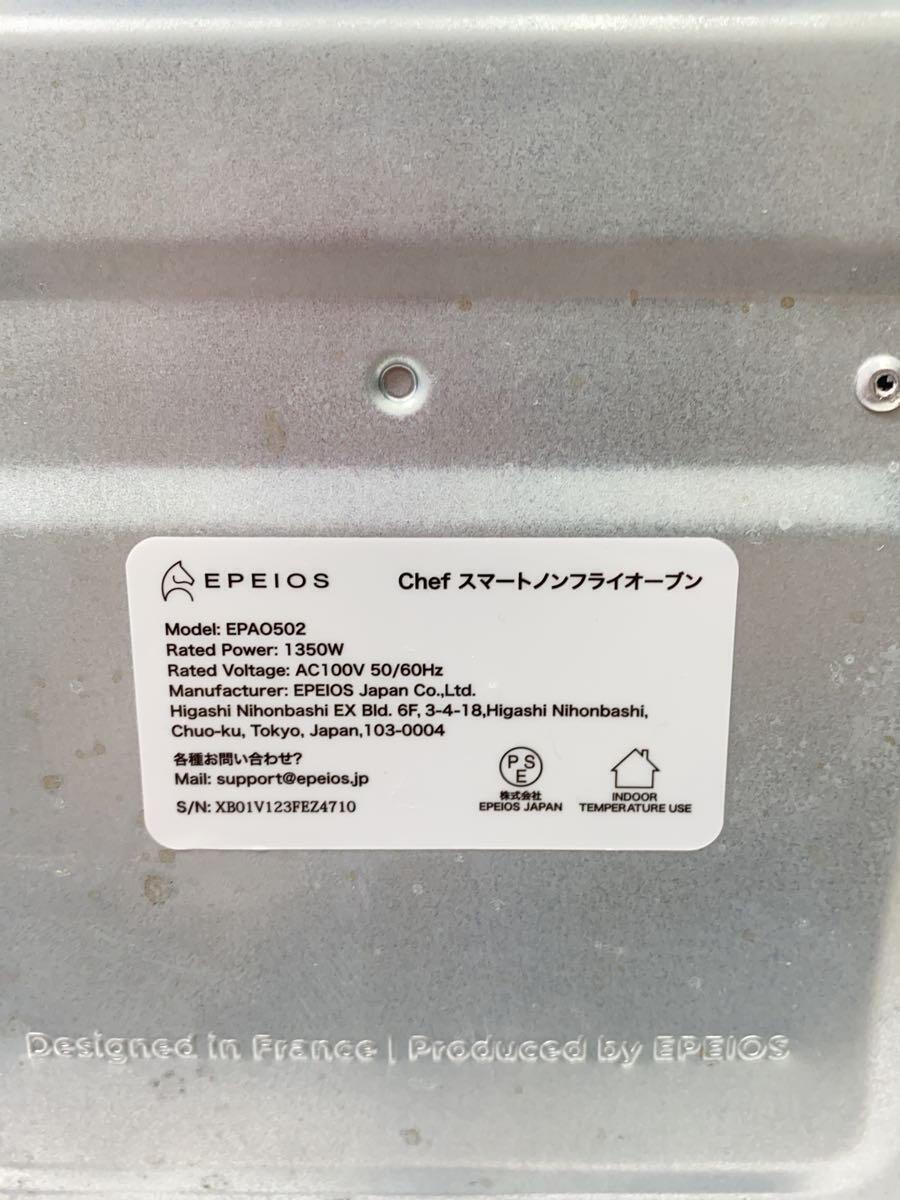 EPEIOS
Chef スマートノンフライオーブン
Model: EPAO502
Rated Power: 1350W
Rated Voltage: AC100V 50/60Hz
Manufacturer: EPEIOS Japan Co.,Ltd.
Higashi Nihonbashi EX Bld. 6F, 3-4-18,Higashi Nihonbashi,
Chuo-ku, Tokyo, Japan,103-0004
各種お問い合わせ?
Mail: support@epeios.jp
S/N: XB01V123FEZ4710
PSE
株式会社
EPEIOS JAPAN
INDOOR
TEMPERATURE USE
Designed in France | Produced by EPEIOS